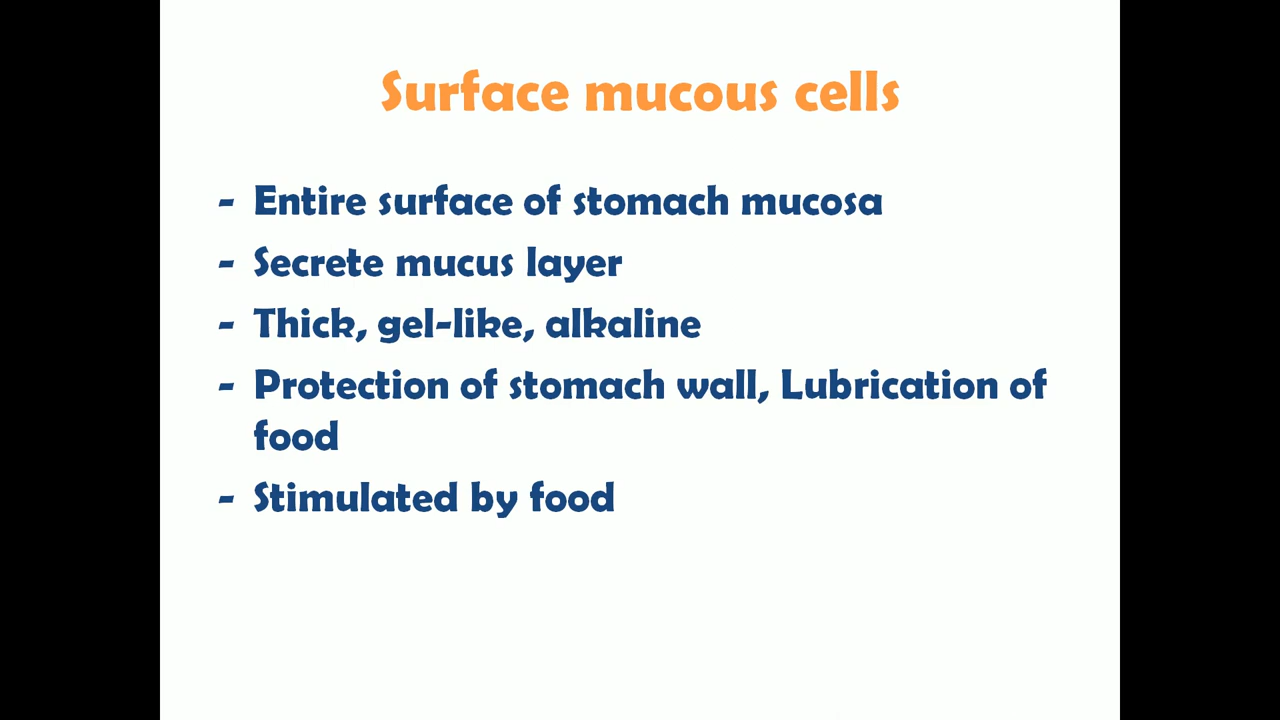 Surface mucous cells
- Entire surface of stomach mucosa
- Secrete mucus layer
- Thick, gel-like, alkaline
- Protection of stomach wall, Lubrication of
food
- Stimulated by food